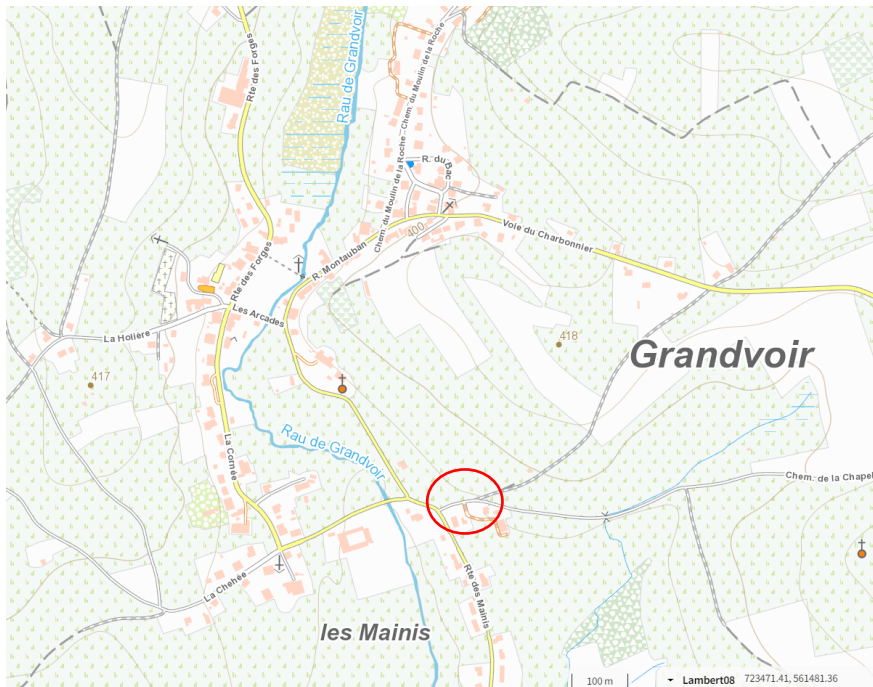 Rte des Forges
Rau de Grandvoir
Chem. du Moulin de la Roche - Chem. du Moulin de la Roche
R. du Bac
400
Voie du Charbonnier
R. Montauban
Rte des Forges
Les Arcades
La Holière
418
Grandvoir
417
La Cornée
Rau de Grandvoir
Chem. de la Chapel
La Chehée
Rte des Mainis
les Mainis
100 m
Lambert08 723471.41, 561481.36